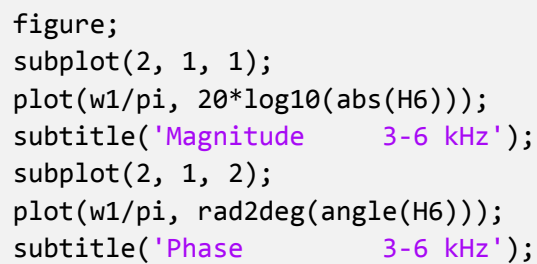 figure;
subplot(2, 1, 1);
plot(w1/pi, 20*log10(abs(H6)));
subtitle('Magnitude     3-6 kHz');
subplot(2, 1, 2);
plot(w1/pi, rad2deg(angle(H6)));
subtitle('Phase         3-6 kHz');